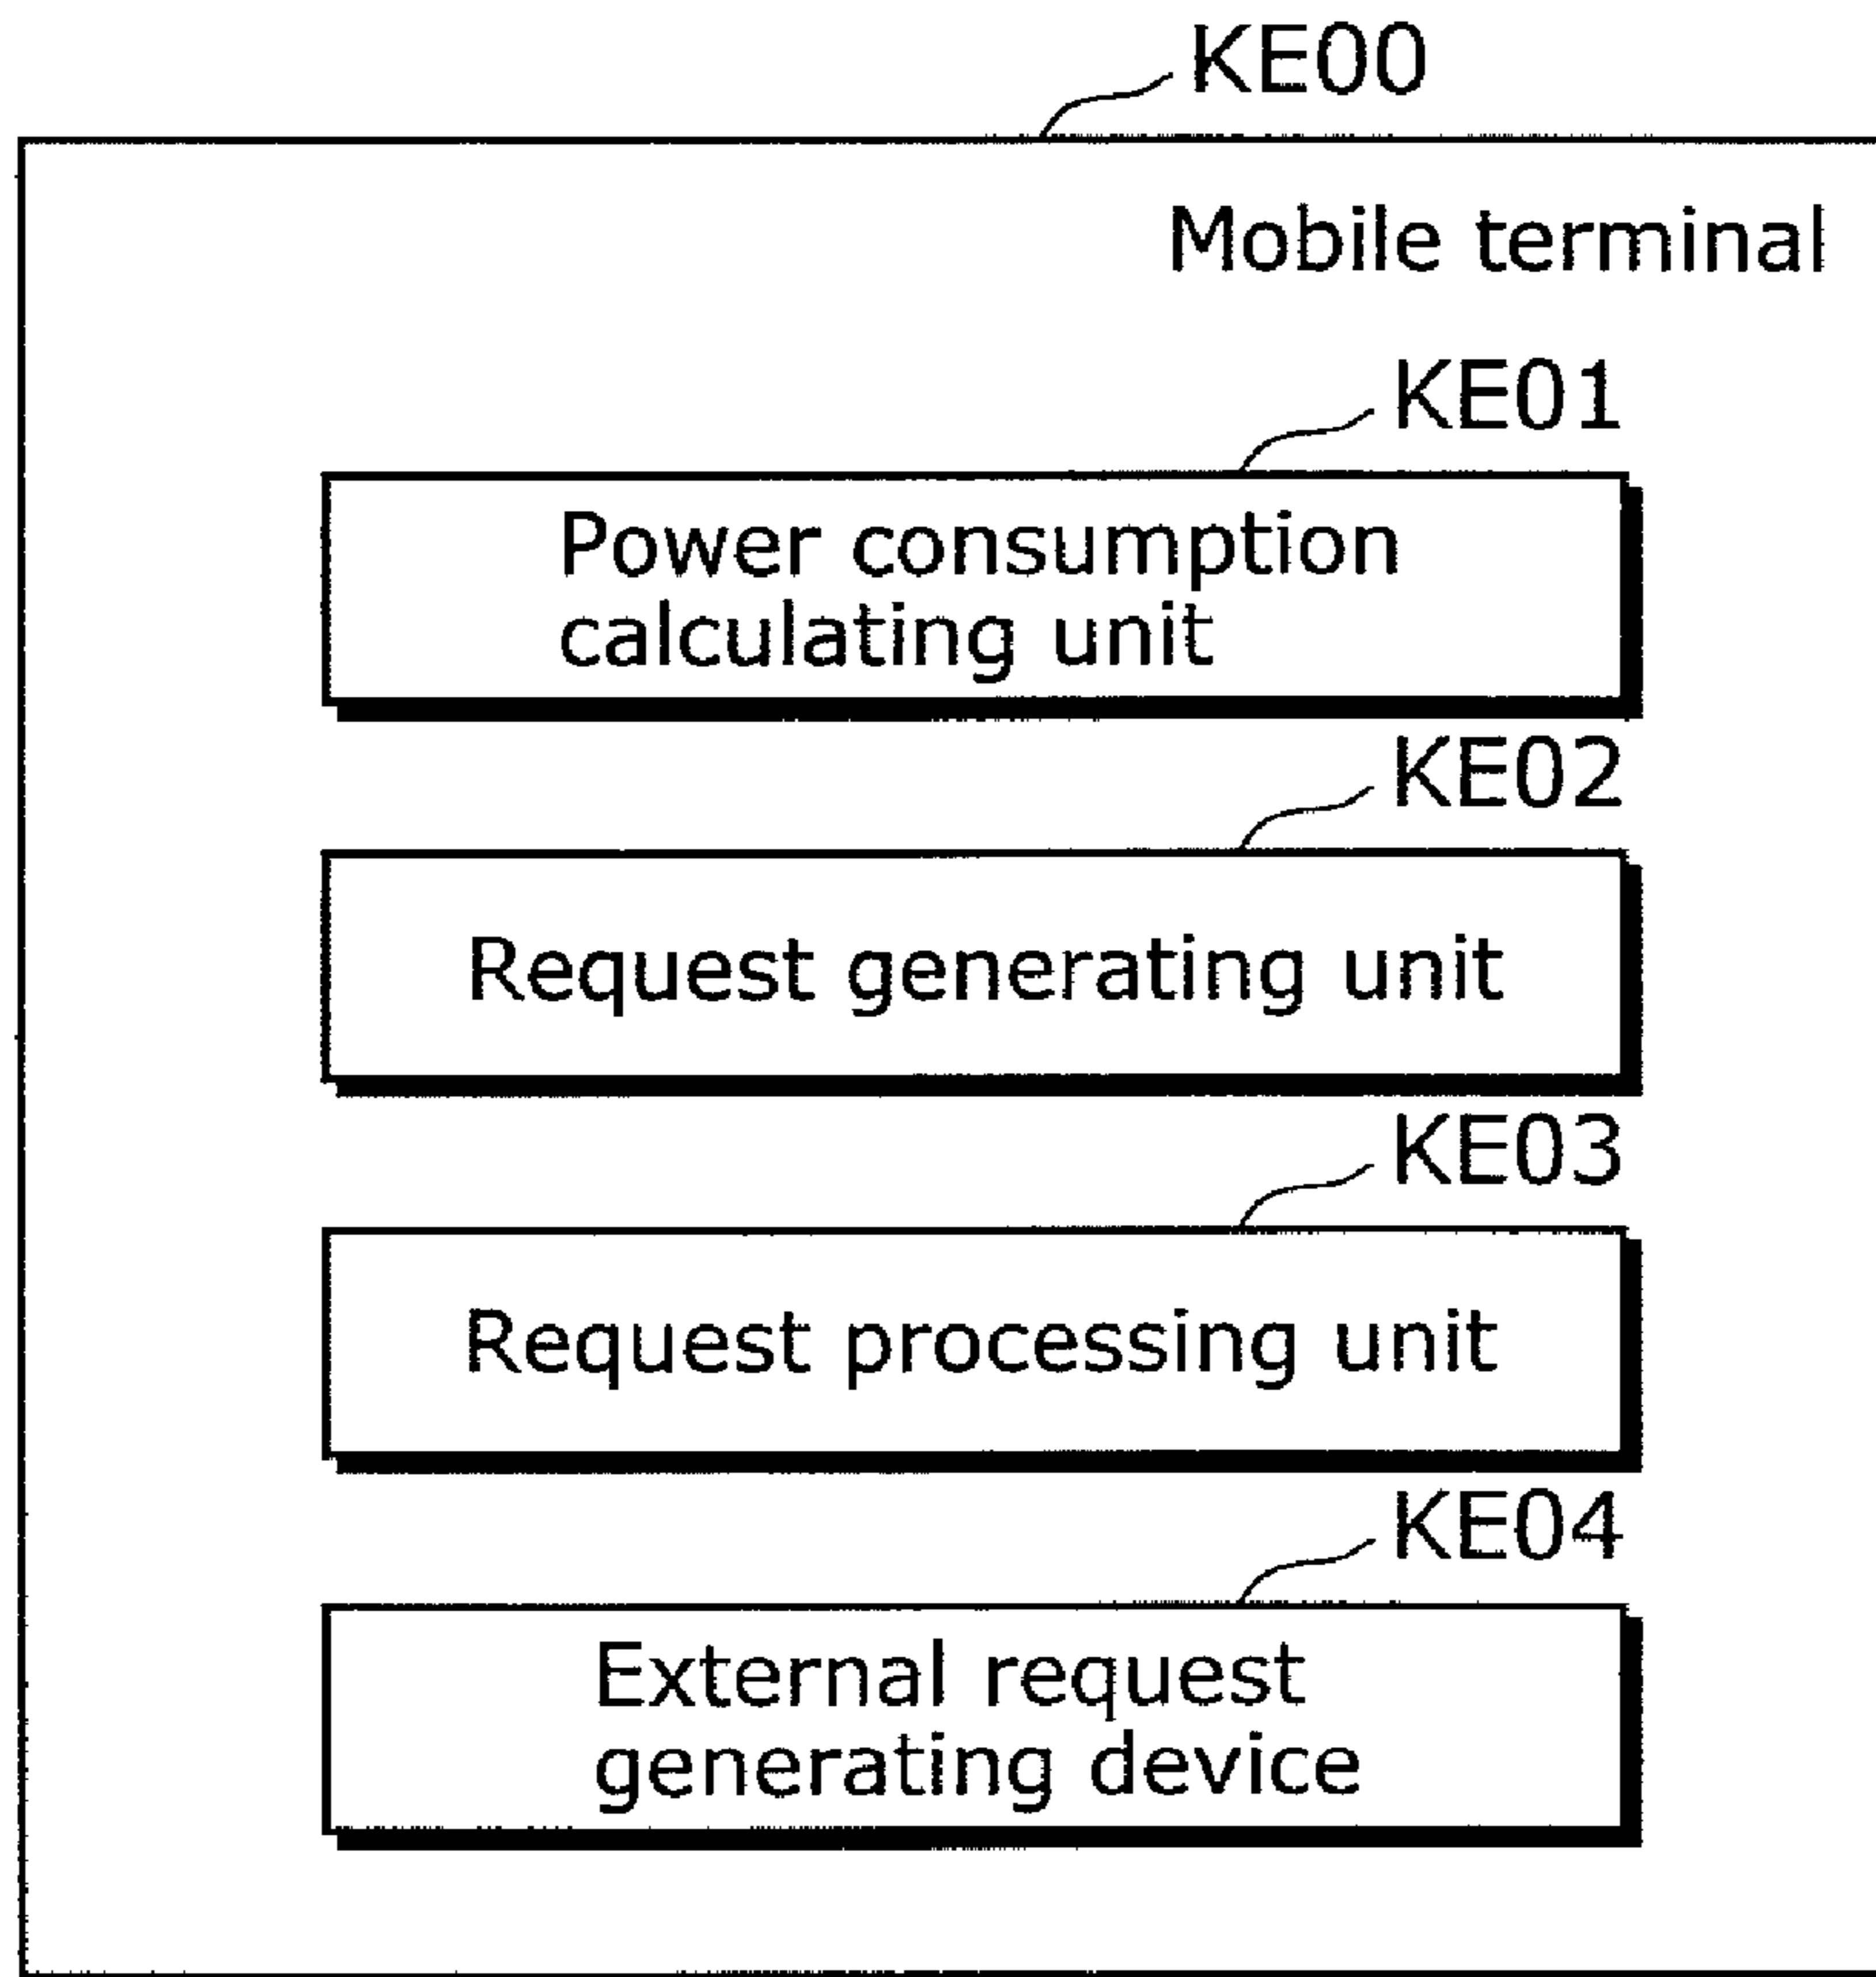 KE00
Mobile terminal
KE01
Power consumption
calculating unit
KE02
Request generating unit
KE03
Request processing unit
KE04
External request
generating device